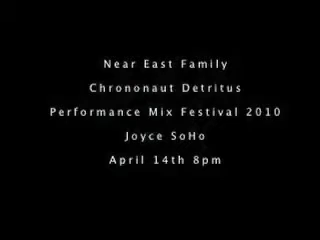 Near East Family
Chrononaut Detritus
Performance Mix Festival 2010
Joyce SoHo
April 14th 8pm